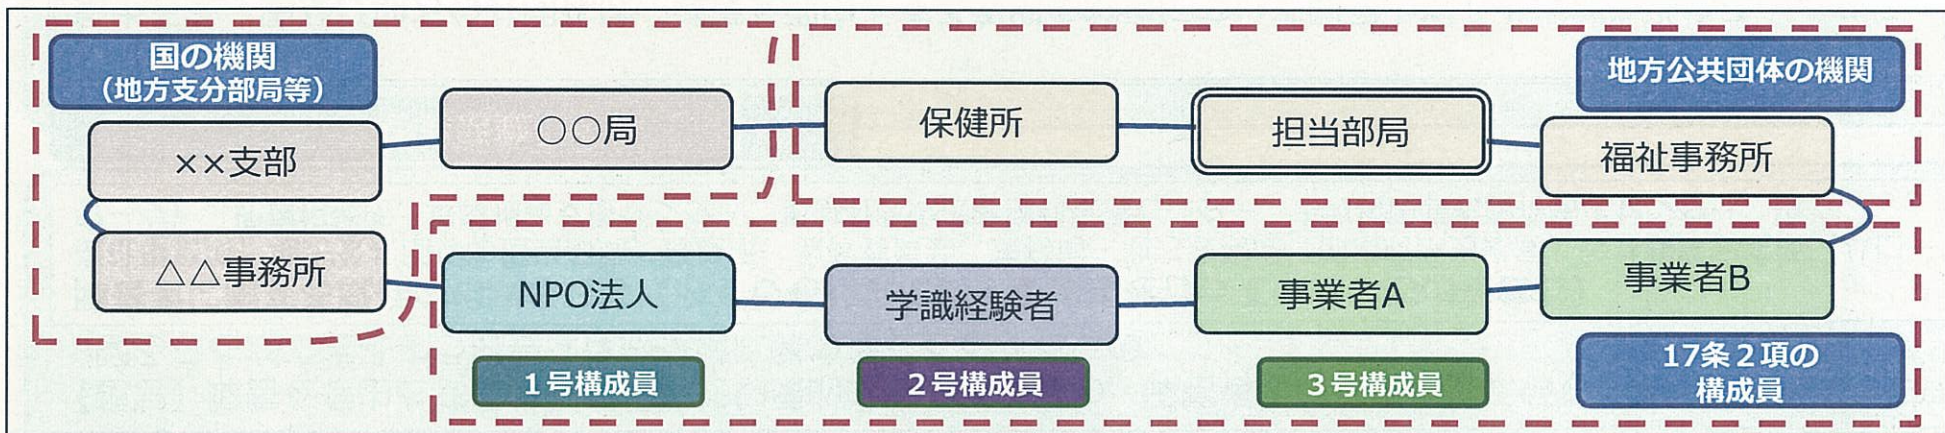 国の機関
（地方支分部局等）
地方公共団体の機関
○○局
保健所
担当部局
××支部
福祉事務所
△△事務所
NPO法人
学識経験者
事業者A
事業者B
１号構成員
２号構成員
３号構成員
17条２項の
構成員